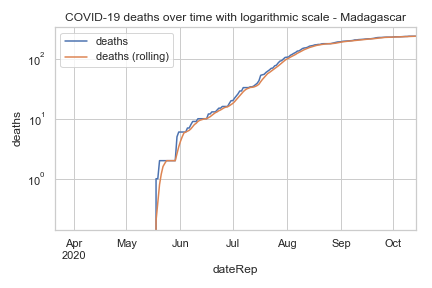 COVID-19 deaths over time with logarithmic scale - Madagascar
deaths
deaths (rolling)
deaths
10²
10¹
10⁰
Apr May Jun Jul Aug Sep Oct
2020
dateRep